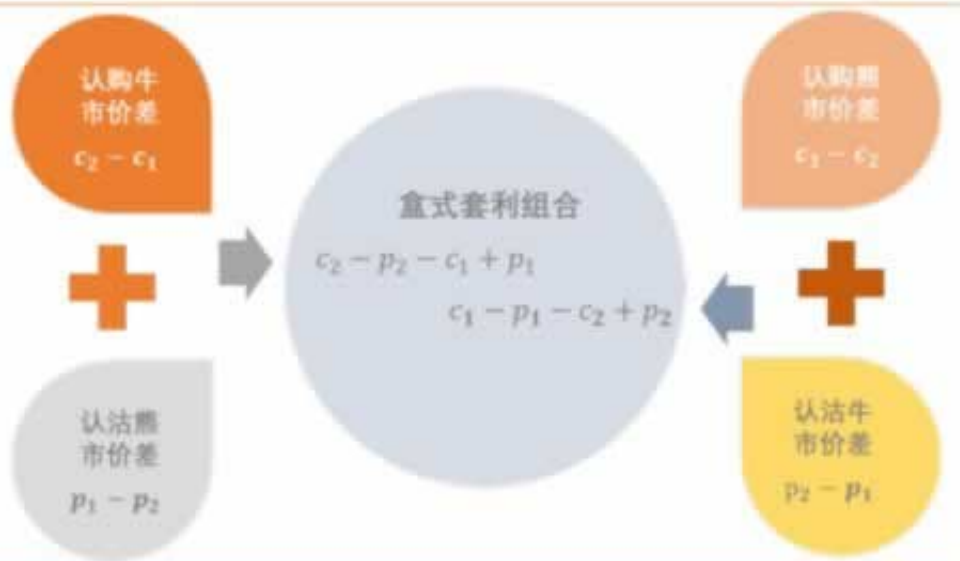 认购牛
市价差
c₂ − c₁
认沽熊
市价差
p₁ − p₂
盒式套利组合
c₂ − p₂ − c₁ + p₁
c₁ − p₁ − c₂ + p₂
认购熊
市价差
c₁ − c₂
认沽牛
市价差
p₂ − p₁